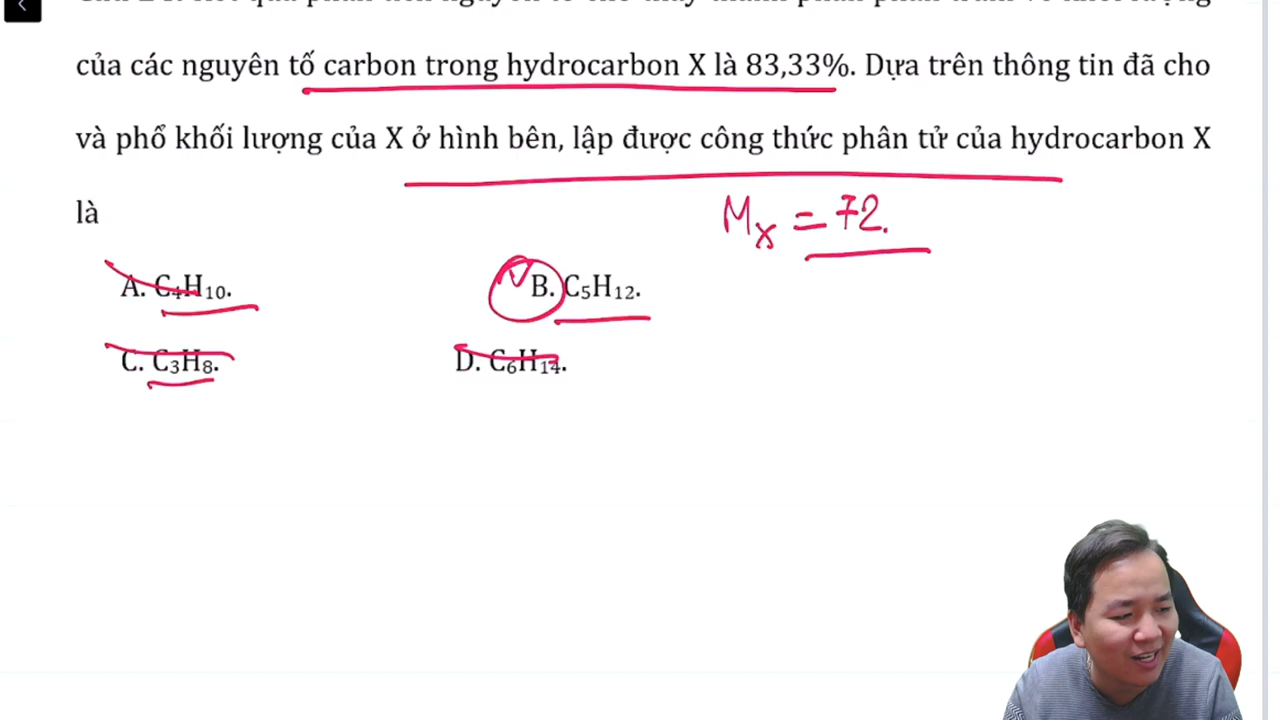 của các nguyên tố carbon trong hydrocarbon X là 83,33%. Dựa trên thông tin đã cho
và phổ khối lượng của X ở hình bên, lập được công thức phân tử của hydrocarbon X
là
Mₓ = 72.
A. C₄H₁₀.
B. C₅H₁₂.
C. C₃H₈.
D. C₆H₁₄.